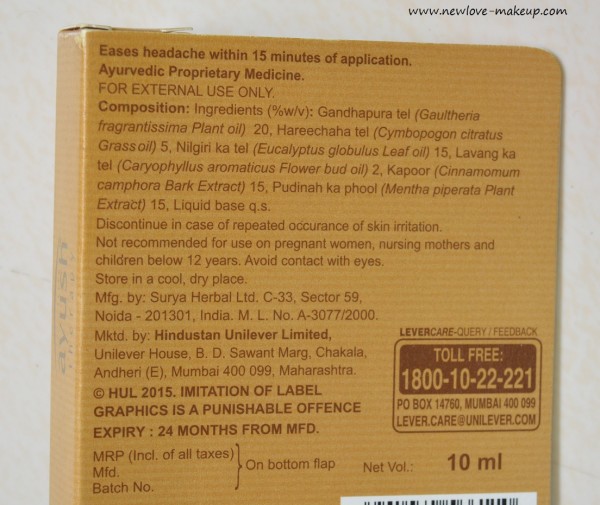 www.newlove-makeup.com
Eases headache within 15 minutes of application.
Ayurvedic Proprietary Medicine.
FOR EXTERNAL USE ONLY.
Composition: Ingredients (%w/v): Gandhapura tel (Gaultheria
fragrantissima Plant oil) 20, Hareechaha tel (Cymbopogon citratus
Grass oil) 5, Nilgiri ka tel (Eucalyptus globulus Leaf oil) 15, Lavang ka
tel (Caryophyllus aromaticus Flower bud oil) 2, Kapoor (Cinnamomum
camphora Bark Extract) 15, Pudinah ka phool (Mentha piperata Plant
Extract) 15, Liquid base q.s.
Discontinue in case of repeated occurance of skin irritation.
Not recommended for use on pregnant women, nursing mothers and
children below 12 years. Avoid contact with eyes.
Store in a cool, dry place.
Mfg. by: Surya Herbal Ltd. C-33, Sector 59,
Noida - 201301, India. M. L. No. A-3077/2000.
Mktd. by: Hindustan Unilever Limited,
Unilever House, B. D. Sawant Marg, Chakala,
Andheri (E), Mumbai 400 099, Maharashtra.
© HUL 2015. IMITATION OF LABEL
GRAPHICS IS A PUNISHABLE OFFENCE
EXPIRY : 24 MONTHS FROM MFD.
MRP (Incl. of all taxes)
Mfd.
Batch No.
On bottom flap
LEVERCARE-QUERY / FEEDBACK
TOLL FREE:
1800-10-22-221
PO BOX 14760, MUMBAI 400 099
LEVER.CARE@UNILEVER.COM
Net Vol.: 10 ml
ayush